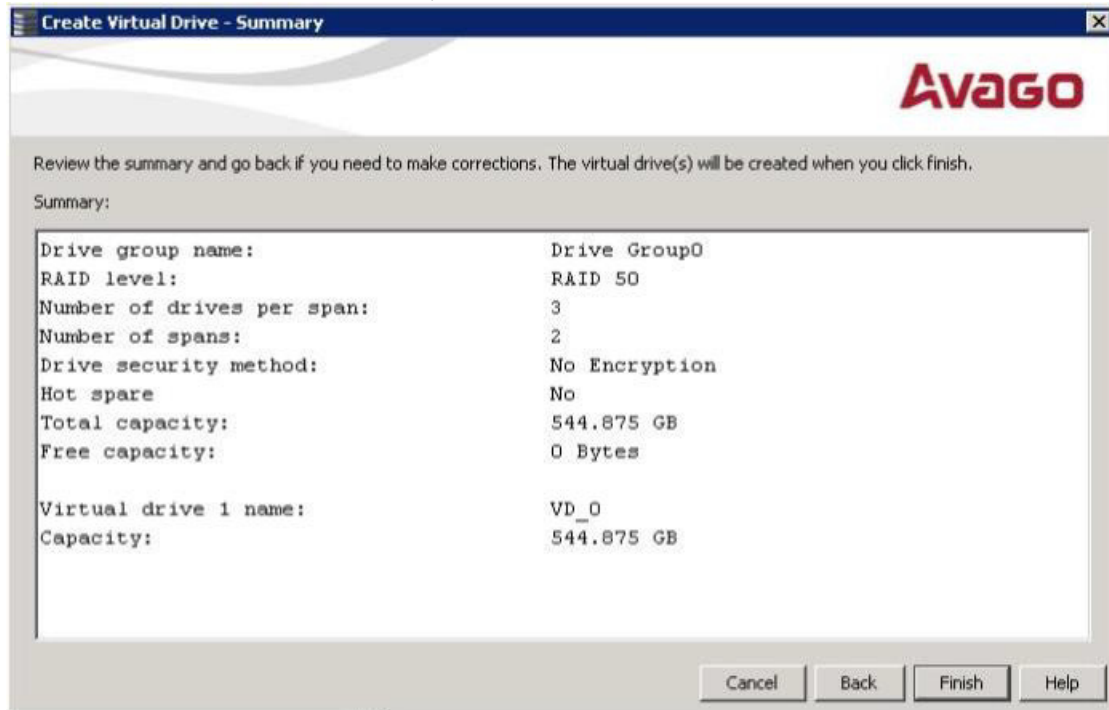 Create Virtual Drive - Summary
AVAGO
Review the summary and go back if you need to make corrections. The virtual drive(s) will be created when you click finish.
Summary:
Drive group name: Drive Group0
RAID level: RAID 50
Number of drives per span: 3
Number of spans: 2
Drive security method: No Encryption
Hot spare No
Total capacity: 544.875 GB
Free capacity: 0 Bytes
Virtual drive 1 name: VD_0
Capacity: 544.875 GB
Cancel Back Finish Help